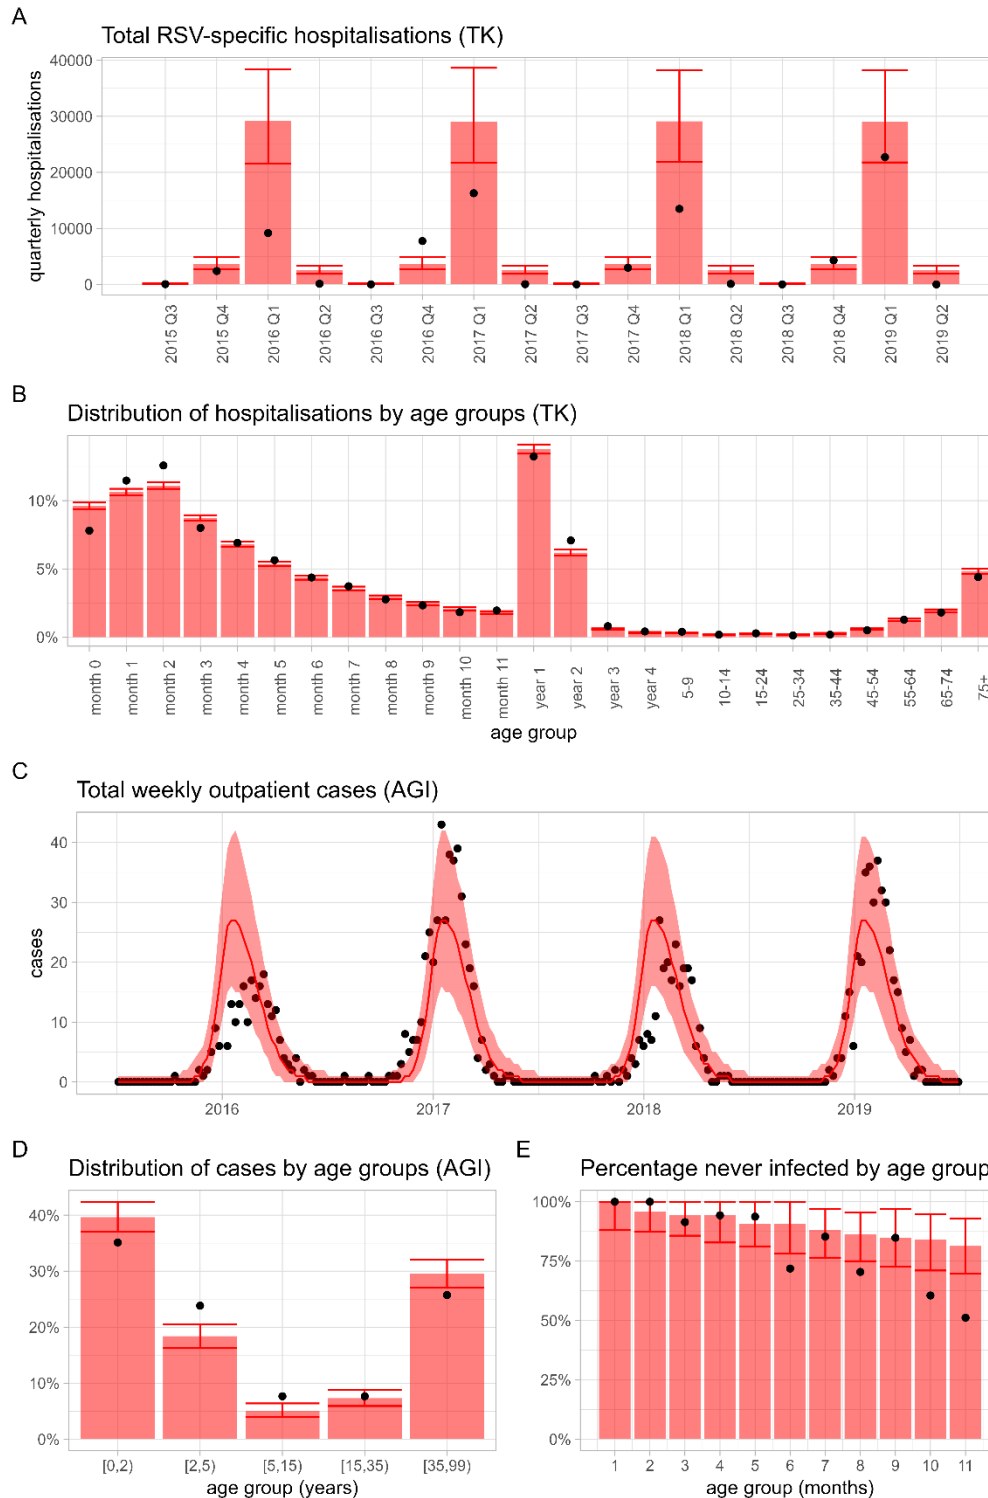 A
Total RSV-specific hospitalisations (TK)
quarterly hospitalisations
40000
30000
20000
10000
0
2015 Q3
2015 Q4
2016 Q1
2016 Q2
2016 Q3
2016 Q4
2017 Q1
2017 Q2
2017 Q3
2017 Q4
2018 Q1
2018 Q2
2018 Q3
2018 Q4
2019 Q1
2019 Q2
B
Distribution of hospitalisations by age groups (TK)
10%
5%
0%
month 0
month 1
month 2
month 3
month 4
month 5
month 6
month 7
month 8
month 9
month 10
month 11
year 1
year 2
year 3
year 4
5-9
10-14
15-24
25-34
35-44
45-54
55-64
65-74
75+
age group
C
Total weekly outpatient cases (AGI)
cases
40
30
20
10
0
2016
2017
2018
2019
D
Distribution of cases by age groups (AGI)
40%
30%
20%
10%
0%
[0,2)
[2,5)
[5,15)
[15,35)
[35,99)
age group (years)
E
Percentage never infected by age group
100%
75%
50%
25%
0%
1
2
3
4
5
6
7
8
9
10
11
age group (months)